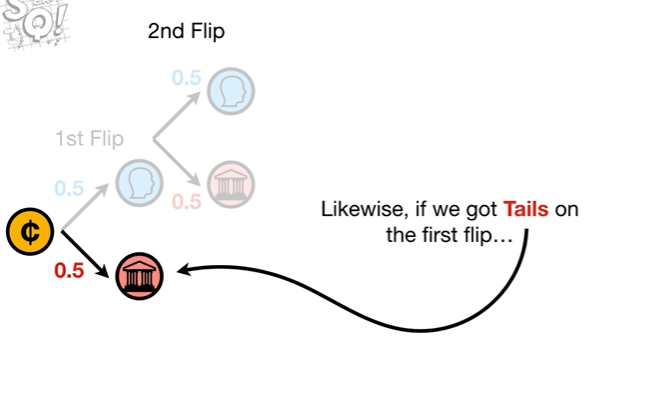 SQ!
2nd Flip
0.5
1st Flip
0.5
0.5
¢
0.5
Likewise, if we got Tails on
the first flip…